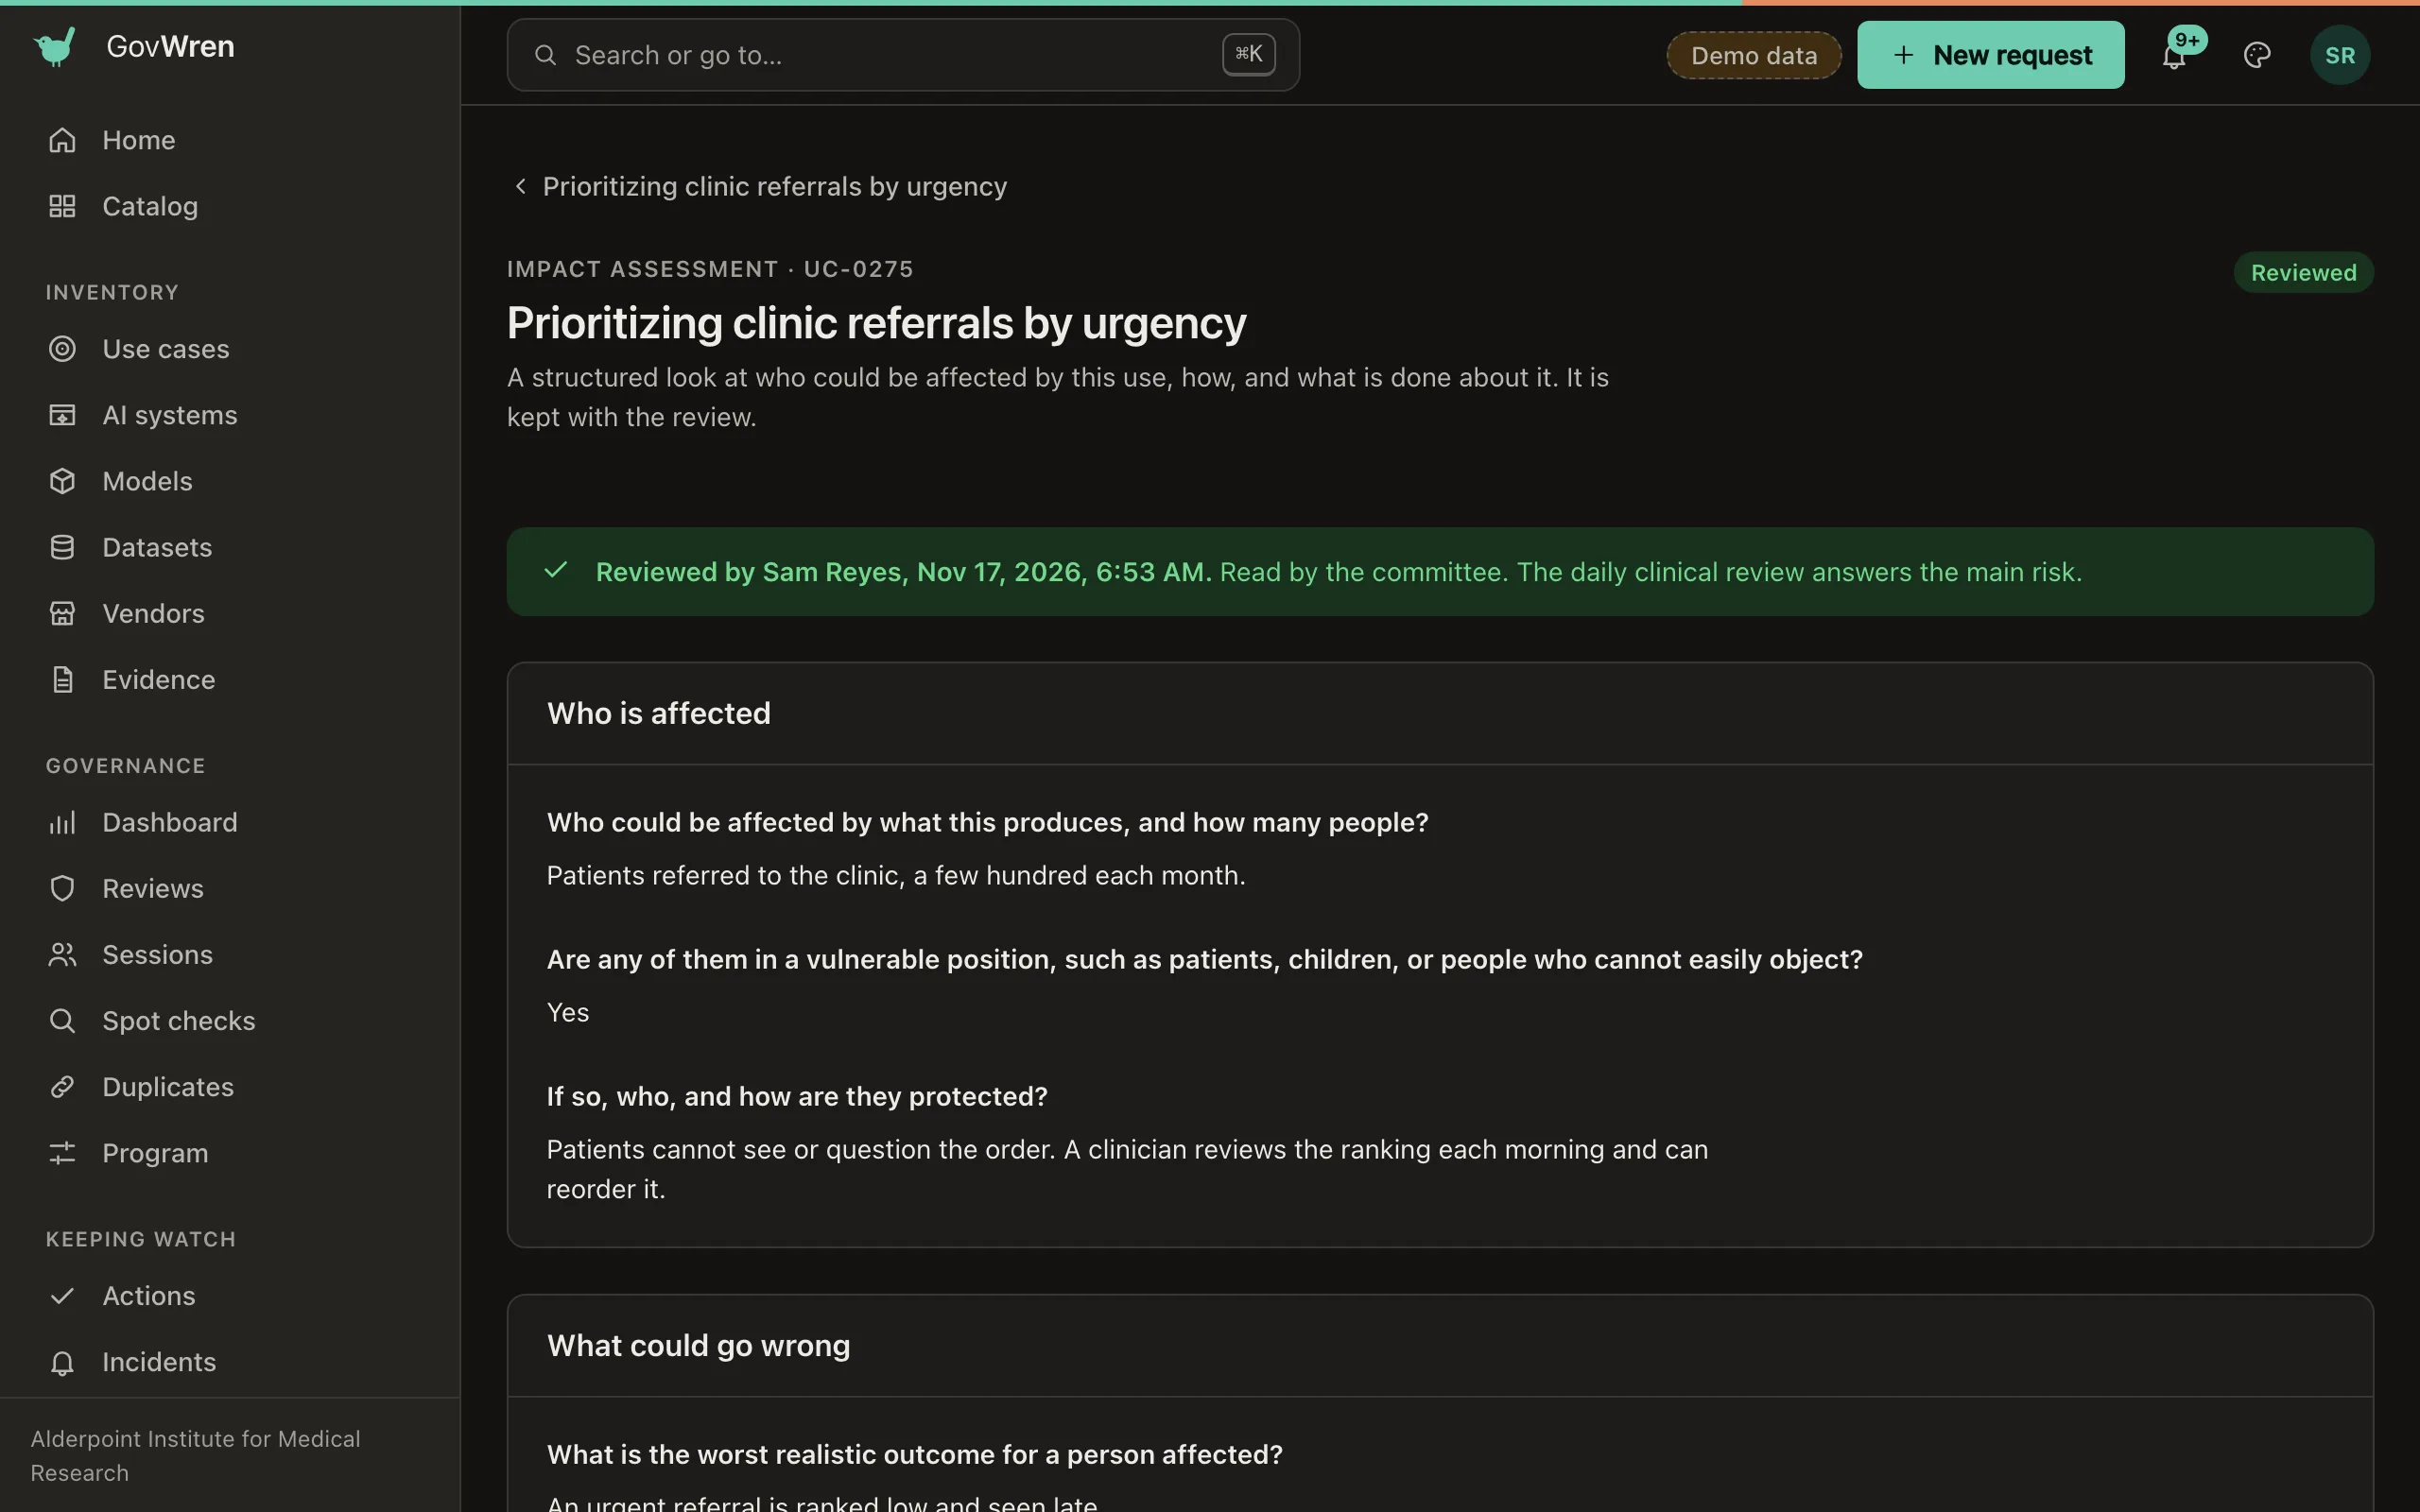 GovWren
Search or go to...
⌘K
Demo data
+ New request
9+
SR
Home
Catalog
INVENTORY
Use cases
AI systems
Models
Datasets
Vendors
Evidence
GOVERNANCE
Dashboard
Reviews
Sessions
Spot checks
Duplicates
Program
KEEPING WATCH
Actions
Incidents
Alderpoint Institute for Medical
Research
Prioritizing clinic referrals by urgency
IMPACT ASSESSMENT · UC-0275
Reviewed
Prioritizing clinic referrals by urgency
A structured look at who could be affected by this use, how, and what is done about it. It is
kept with the review.
Reviewed by Sam Reyes, Nov 17, 2026, 6:53 AM. Read by the committee. The daily clinical review answers the main risk.
Who is affected
Who could be affected by what this produces, and how many people?
Patients referred to the clinic, a few hundred each month.
Are any of them in a vulnerable position, such as patients, children, or people who cannot easily object?
Yes
If so, who, and how are they protected?
Patients cannot see or question the order. A clinician reviews the ranking each morning and can
reorder it.
What could go wrong
What is the worst realistic outcome for a person affected?
An urgent referral is ranked low and seen late.